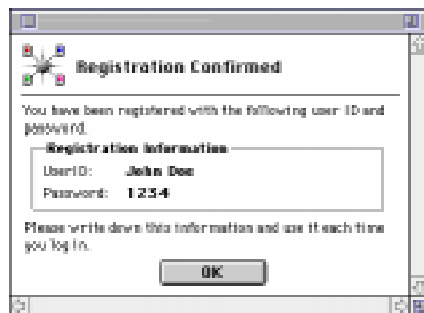 Registration Confirmed
You have been registered with the following user ID and
password.
Registration Information
UserID: John Doe
Password: 1234
Please write down this information and use it each time
you log in.
OK